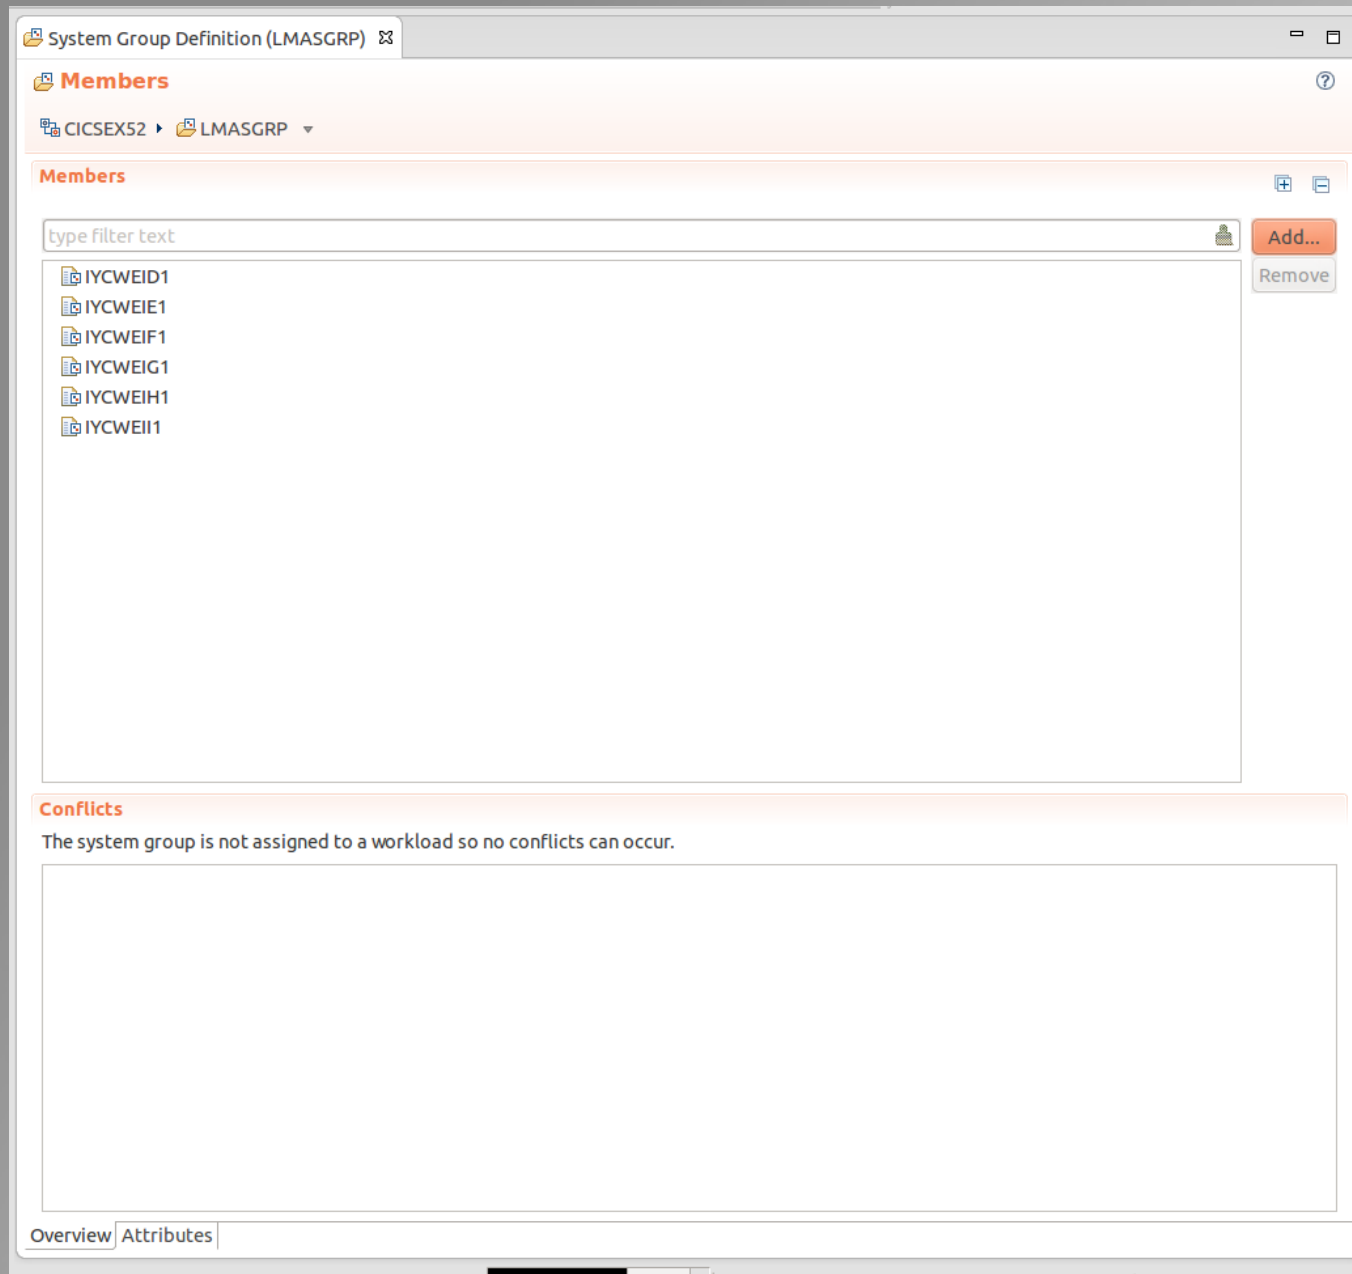 System Group Definition (LMASGRP)
Members
CICSEX52 LMASGRP
Members
type filter text
Add...
Remove
IYCWEID1
IYCWEIE1
IYCWEIF1
IYCWEIG1
IYCWEIH1
IYCWEII1
Conflicts
The system group is not assigned to a workload so no conflicts can occur.
Overview Attributes